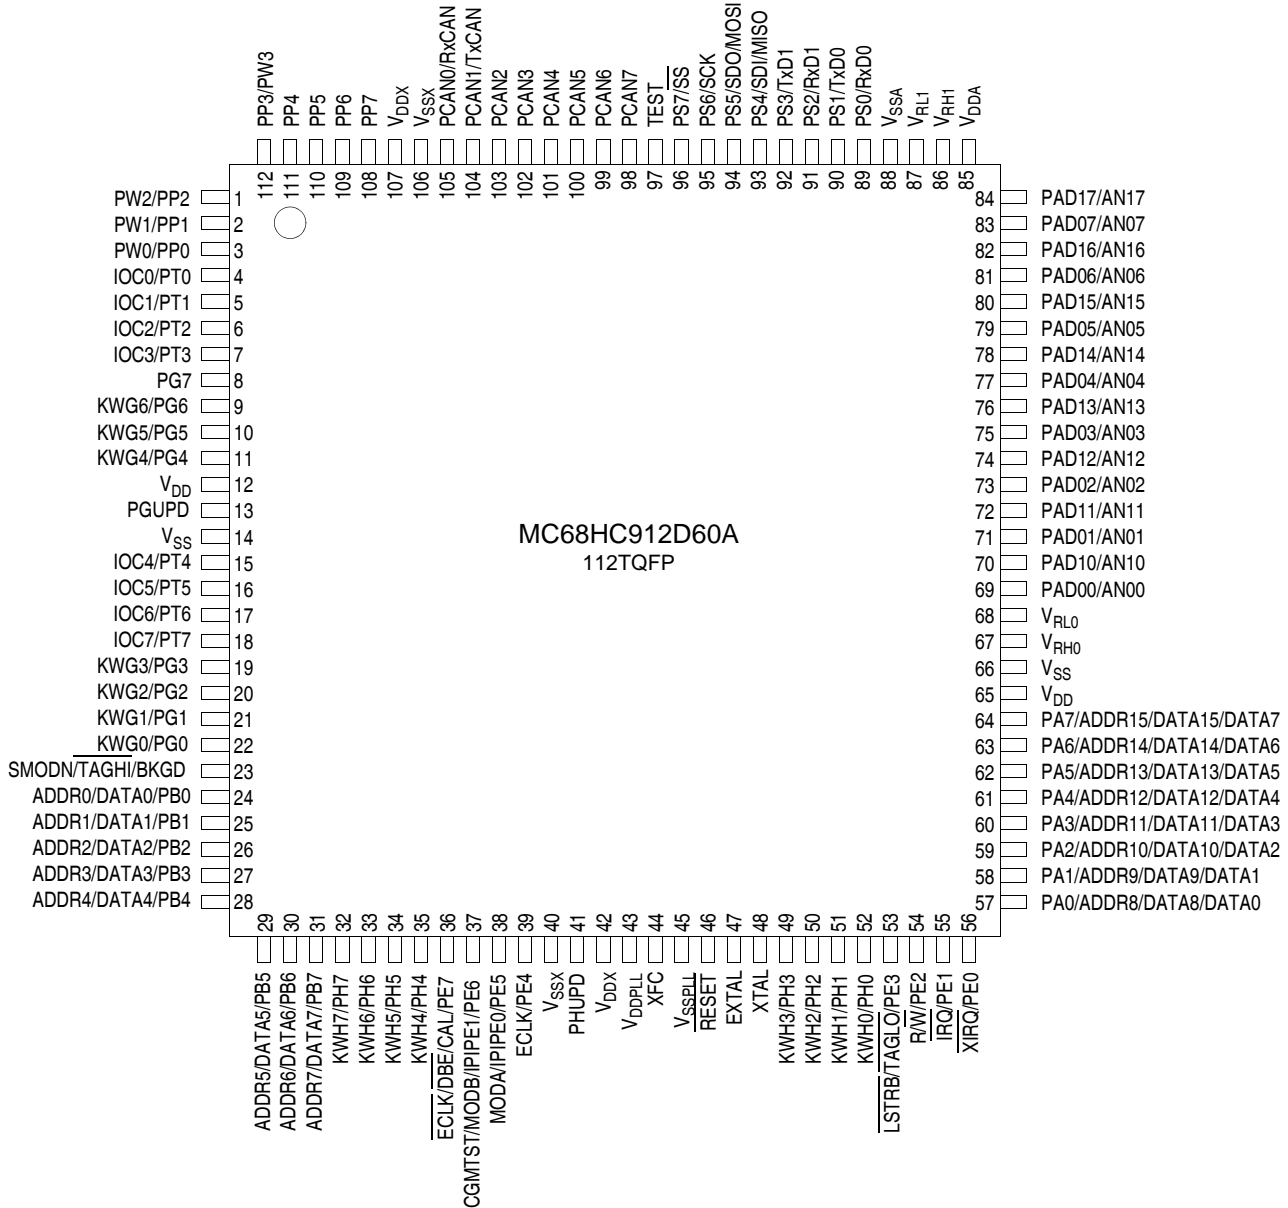 PP3/PW3
PP4
PP5
PP6
PP7
VDDX
VSSX
PCAN0/RxCAN
PCAN1/TxCAN
PCAN2
PCAN3
PCAN4
PCAN5
PCAN6
PCAN7
TEST
PS7/SS
PS6/SCK
PS5/SDO/MOSI
PS4/SDI/MISO
PS3/TxD1
PS2/RxD1
PS1/TxD0
PS0/RxD0
VSSA
VRL1
VRH1
VDDA
112
111
110
109
108
107
106
105
104
103
102
101
100
99
98
97
96
95
94
93
92
91
90
89
88
87
86
85
PW2/PP2 1
PW1/PP1 2
PW0/PP0 3
IOC0/PT0 4
IOC1/PT1 5
IOC2/PT2 6
IOC3/PT3 7
PG7 8
KWG6/PG6 9
KWG5/PG5 10
KWG4/PG4 11
VDD 12
PGUPD 13
VSS 14
IOC4/PT4 15
IOC5/PT5 16
IOC6/PT6 17
IOC7/PT7 18
KWG3/PG3 19
KWG2/PG2 20
KWG1/PG1 21
KWG0/PG0 22
SMODN/TAGHI/BKGD 23
ADDR0/DATA0/PB0 24
ADDR1/DATA1/PB1 25
ADDR2/DATA2/PB2 26
ADDR3/DATA3/PB3 27
ADDR4/DATA4/PB4 28
MC68HC912D60A
112TQFP
84 PAD17/AN17
83 PAD07/AN07
82 PAD16/AN16
81 PAD06/AN06
80 PAD15/AN15
79 PAD05/AN05
78 PAD14/AN14
77 PAD04/AN04
76 PAD13/AN13
75 PAD03/AN03
74 PAD12/AN12
73 PAD02/AN02
72 PAD11/AN11
71 PAD01/AN01
70 PAD10/AN10
69 PAD00/AN00
68 VRL0
67 VRH0
66 VSS
65 VDD
64 PA7/ADDR15/DATA15/DATA7
63 PA6/ADDR14/DATA14/DATA6
62 PA5/ADDR13/DATA13/DATA5
61 PA4/ADDR12/DATA12/DATA4
60 PA3/ADDR11/DATA11/DATA3
59 PA2/ADDR10/DATA10/DATA2
58 PA1/ADDR9/DATA9/DATA1
57 PA0/ADDR8/DATA8/DATA0
29
30
31
32
33
34
35
36
37
38
39
40
41
42
43
44
45
46
47
48
49
50
51
52
53
54
55
56
ADDR5/DATA5/PB5
ADDR6/DATA6/PB6
ADDR7/DATA7/PB7
KWH7/PH7
KWH6/PH6
KWH5/PH5
KWH4/PH4
ECLK/DBE/CAL/PE7
CGMTST/MODB/IPIPE1/PE6
MODA/IPIPE0/PE5
ECLK/PE4
VSSX
PHUPD
VDDX
VDDPLL
XFC
VSSPLL
RESET
EXTAL
XTAL
KWH3/PH3
KWH2/PH2
KWH1/PH1
KWH0/PH0
LSTRB/TAGLO/PE3
R/W/PE2
IRQ/PE1
XIRQ/PE0